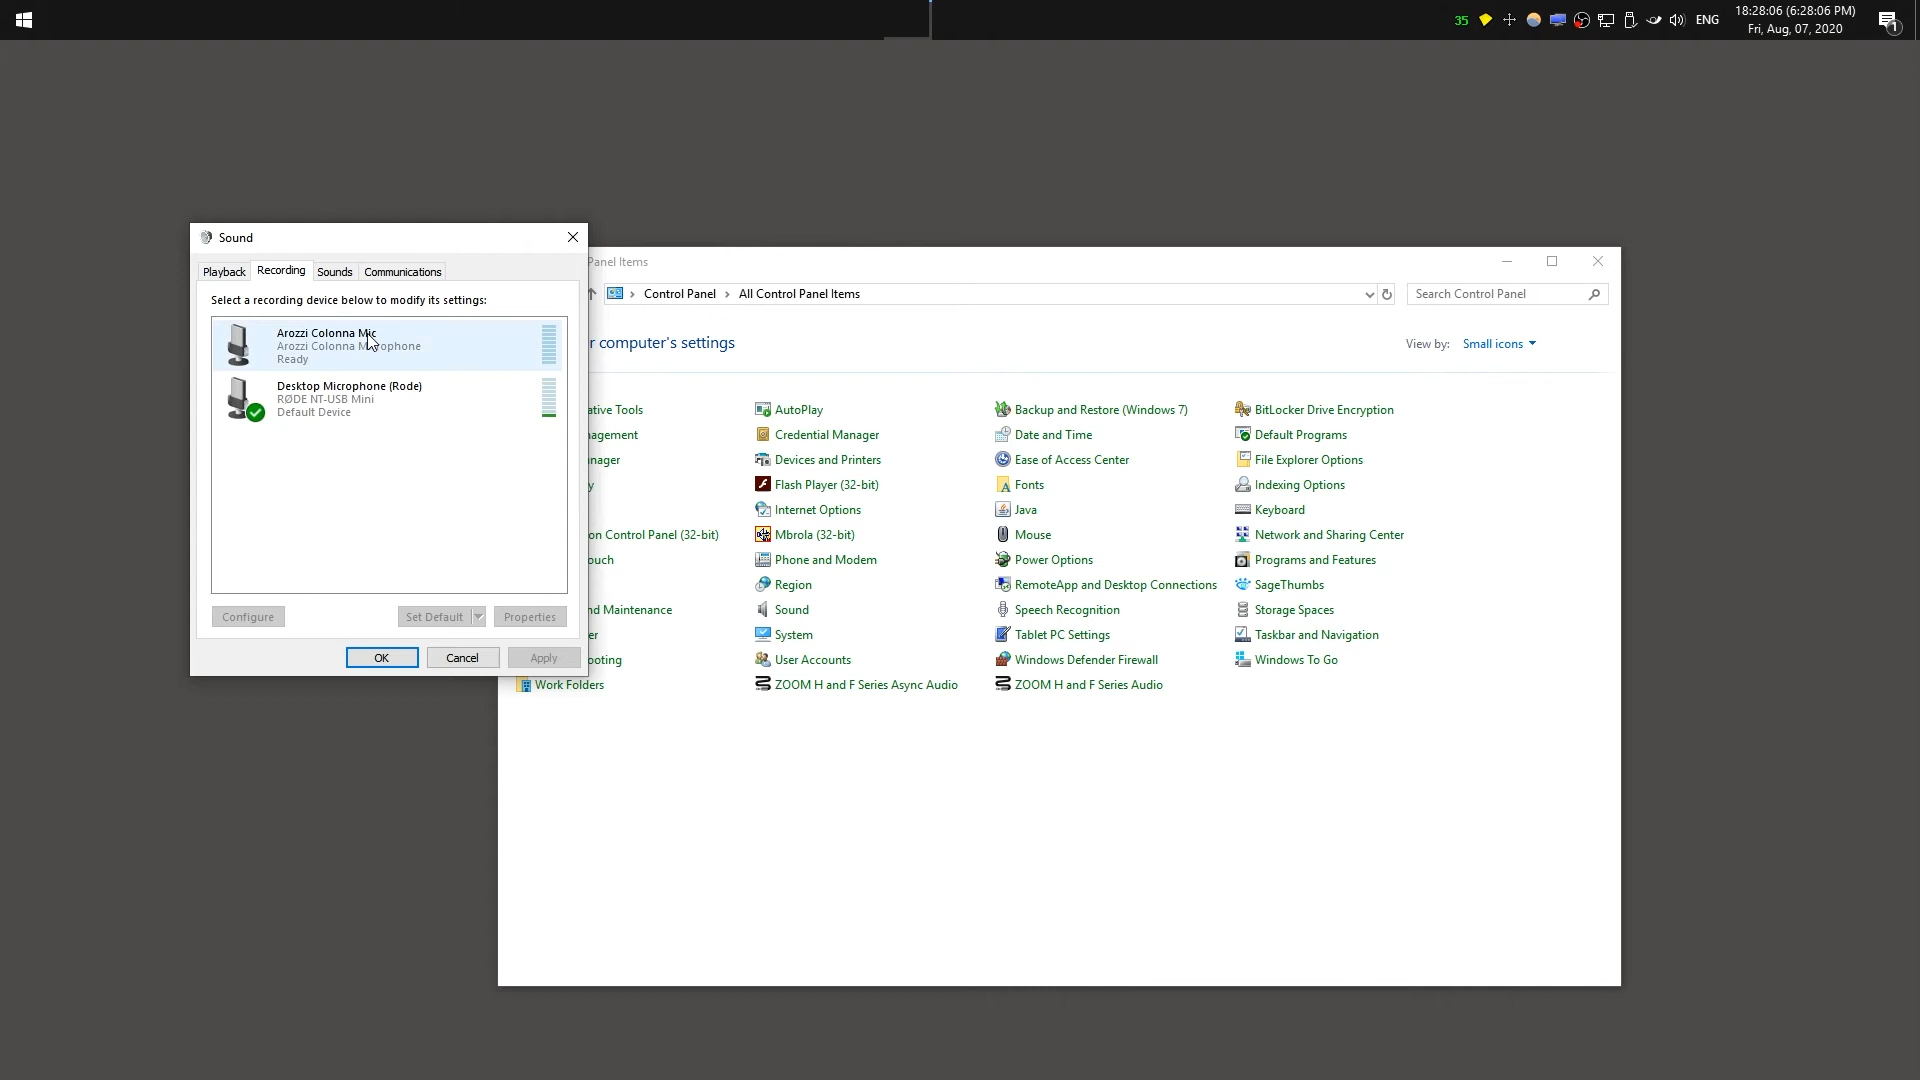 35
ENG
18:28:06 (6:28:06 PM)
Fri, Aug, 07, 2020
1
Sound
Playback
Recording
Sounds
Communications
Select a recording device below to modify its settings:
Arozzi Colonna Mic
Arozzi Colonna Microphone
Ready
Desktop Microphone (Rode)
RØDE NT-USB Mini
Default Device
Configure
Set Default
Properties
OK
Cancel
Apply
Panel Items
Control Panel
All Control Panel Items
Search Control Panel
r computer's settings
View by:
Small icons
ative Tools
AutoPlay
Backup and Restore (Windows 7)
BitLocker Drive Encryption
nagement
Credential Manager
Date and Time
Default Programs
nager
Devices and Printers
Ease of Access Center
File Explorer Options
y
Flash Player (32-bit)
Fonts
Indexing Options
Internet Options
Java
Keyboard
on Control Panel (32-bit)
Mbrola (32-bit)
Mouse
Network and Sharing Center
ouch
Phone and Modem
Power Options
Programs and Features
Region
RemoteApp and Desktop Connections
SageThumbs
nd Maintenance
Sound
Speech Recognition
Storage Spaces
er
System
Tablet PC Settings
Taskbar and Navigation
ooting
User Accounts
Windows Defender Firewall
Windows To Go
Work Folders
ZOOM H and F Series Async Audio
ZOOM H and F Series Audio